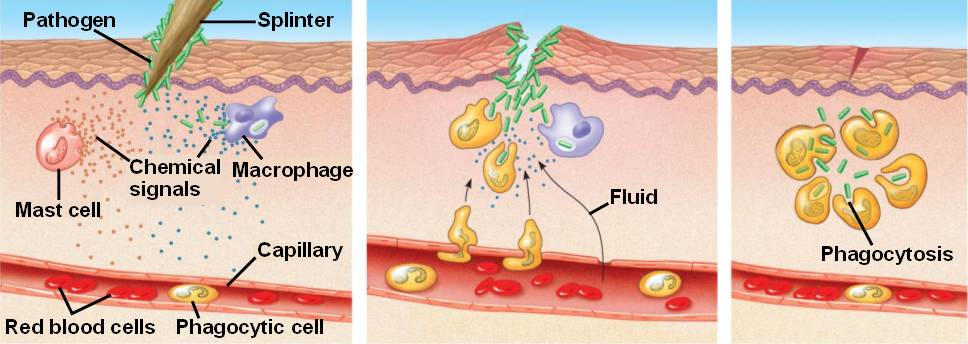 Pathogen
Splinter
Chemical
signals
Macrophage
Mast cell
Capillary
Red blood cells
Phagocytic cell
Fluid
Phagocytosis